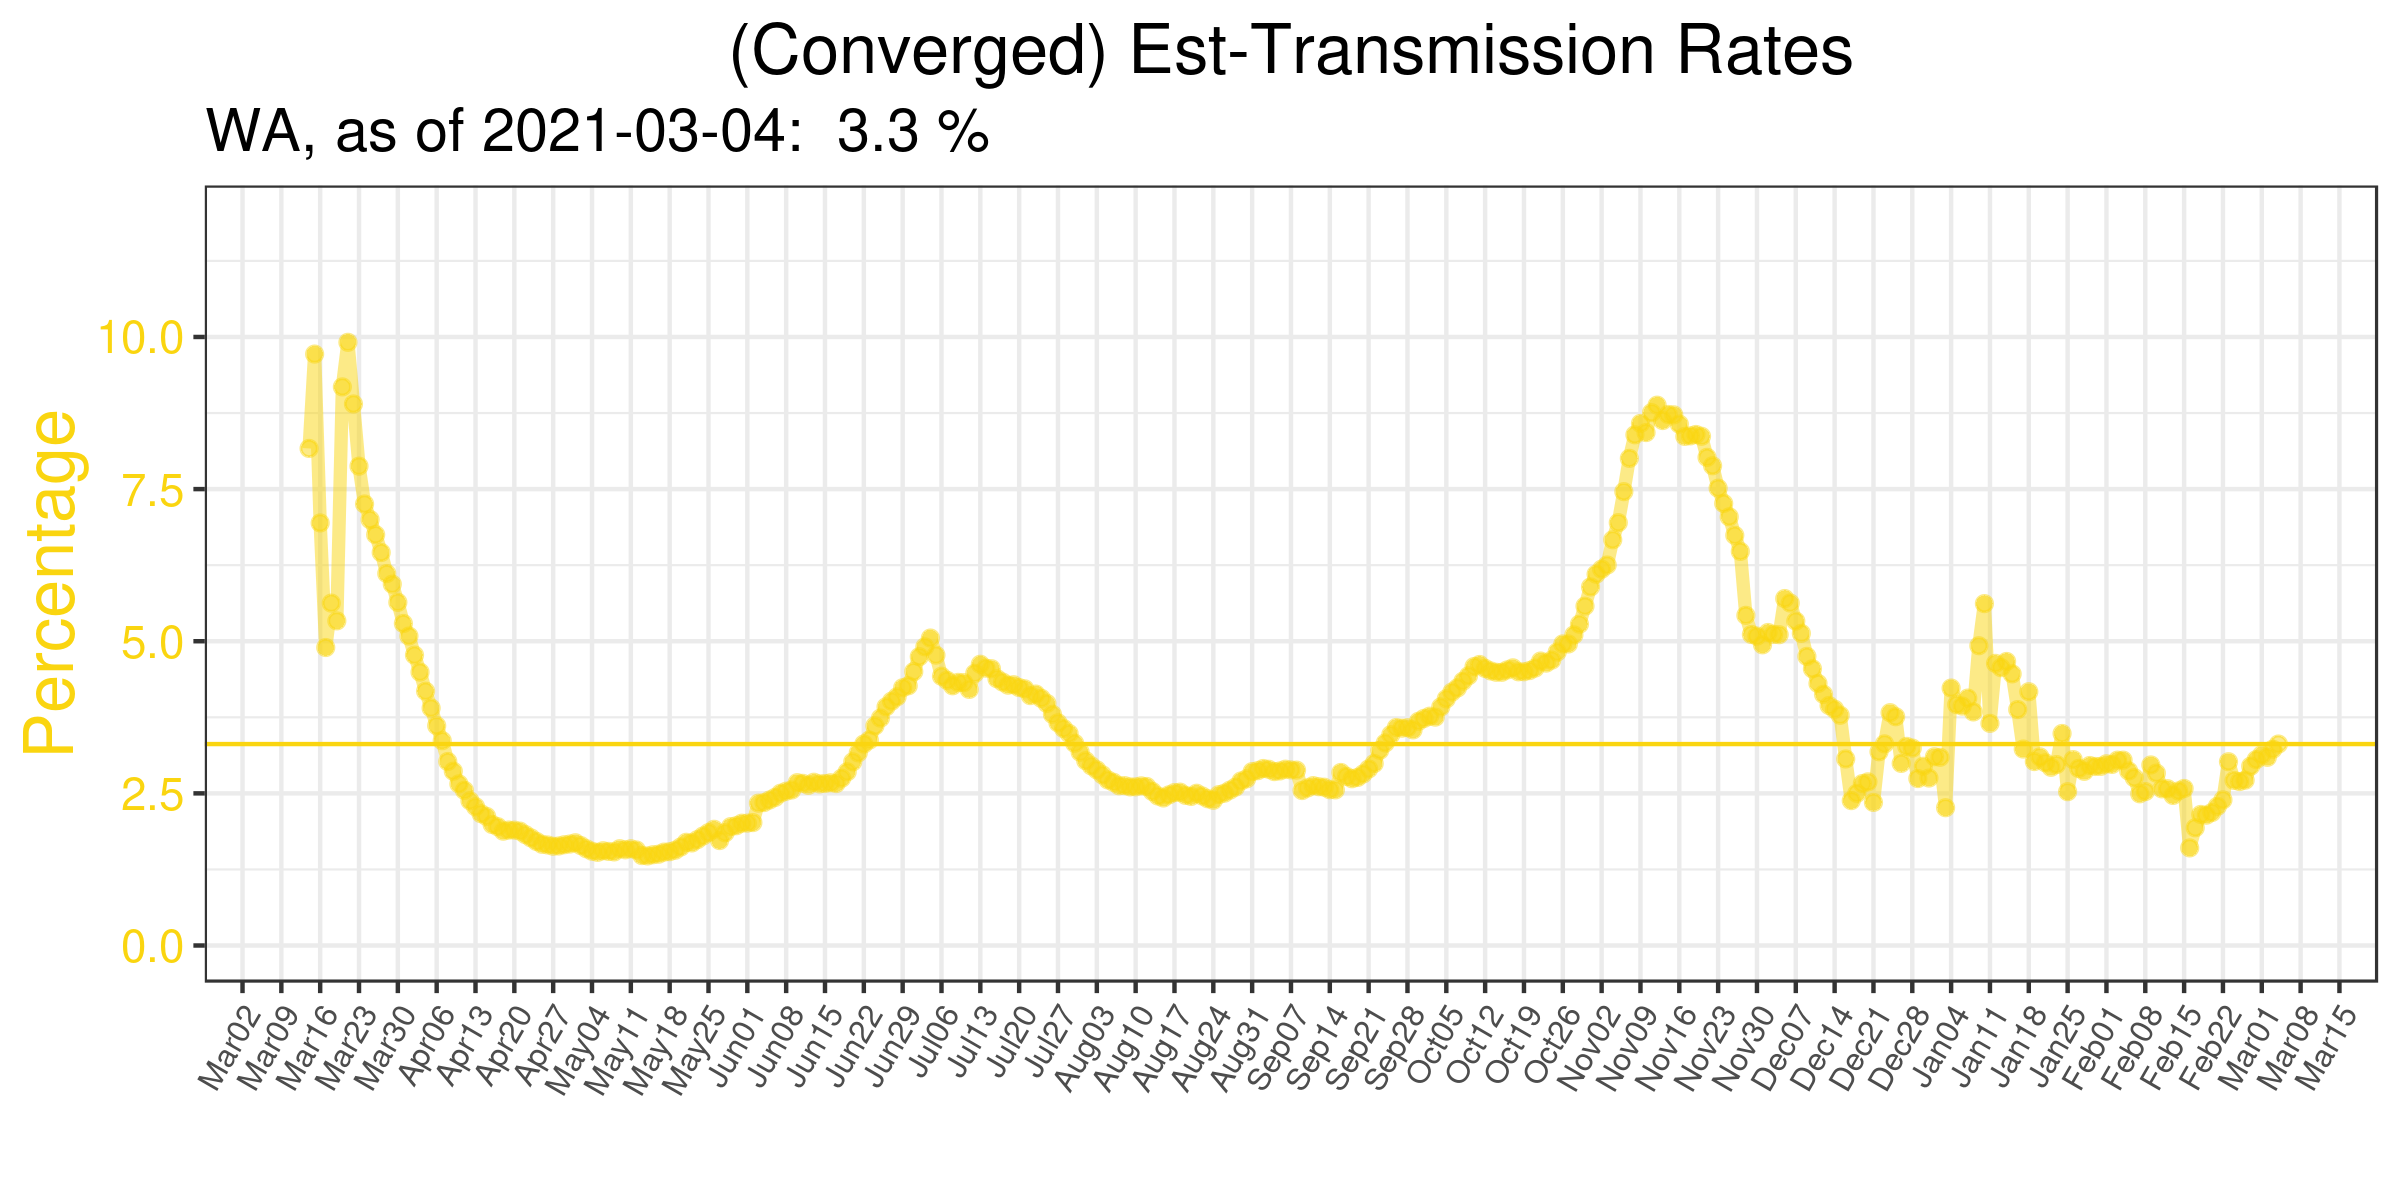 (Converged) Est-Transmission Rates
WA, as of 2021-03-04: 3.3 %
Percentage
10.0
7.5
5.0
2.5
0.0
Mar02
Mar09
Mar16
Mar23
Mar30
Apr06
Apr13
Apr20
Apr27
May04
May11
May18
May25
Jun01
Jun08
Jun15
Jun22
Jun29
Jul06
Jul13
Jul20
Jul27
Aug03
Aug10
Aug17
Aug24
Aug31
Sep07
Sep14
Sep21
Sep28
Oct05
Oct12
Oct19
Oct26
Nov02
Nov09
Nov16
Nov23
Nov30
Dec07
Dec14
Dec21
Dec28
Jan04
Jan11
Jan18
Jan25
Feb01
Feb08
Feb15
Feb22
Mar01
Mar08
Mar15